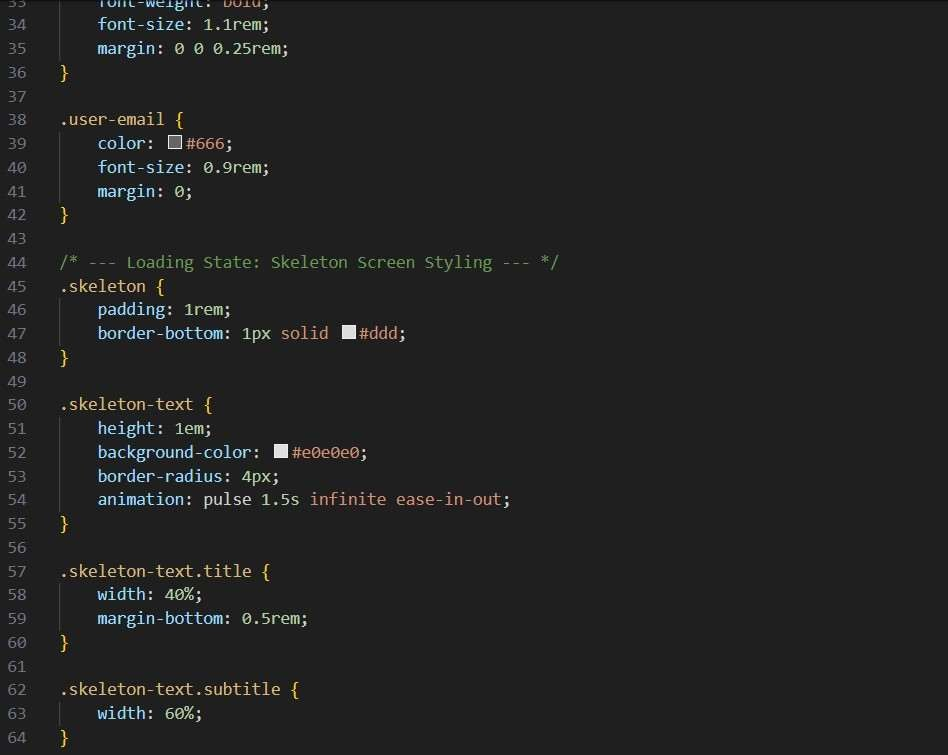 33 font-weight: bold;
34 font-size: 1.1rem;
35 margin: 0 0 0.25rem;
36 }
37
38 .user-email {
39 color: #666;
40 font-size: 0.9rem;
41 margin: 0;
42 }
43
44 /* --- Loading State: Skeleton Screen Styling --- */
45 .skeleton {
46 padding: 1rem;
47 border-bottom: 1px solid #ddd;
48 }
49
50 .skeleton-text {
51 height: 1em;
52 background-color: #e0e0e0;
53 border-radius: 4px;
54 animation: pulse 1.5s infinite ease-in-out;
55 }
56
57 .skeleton-text.title {
58 width: 40%;
59 margin-bottom: 0.5rem;
60 }
61
62 .skeleton-text.subtitle {
63 width: 60%;
64 }